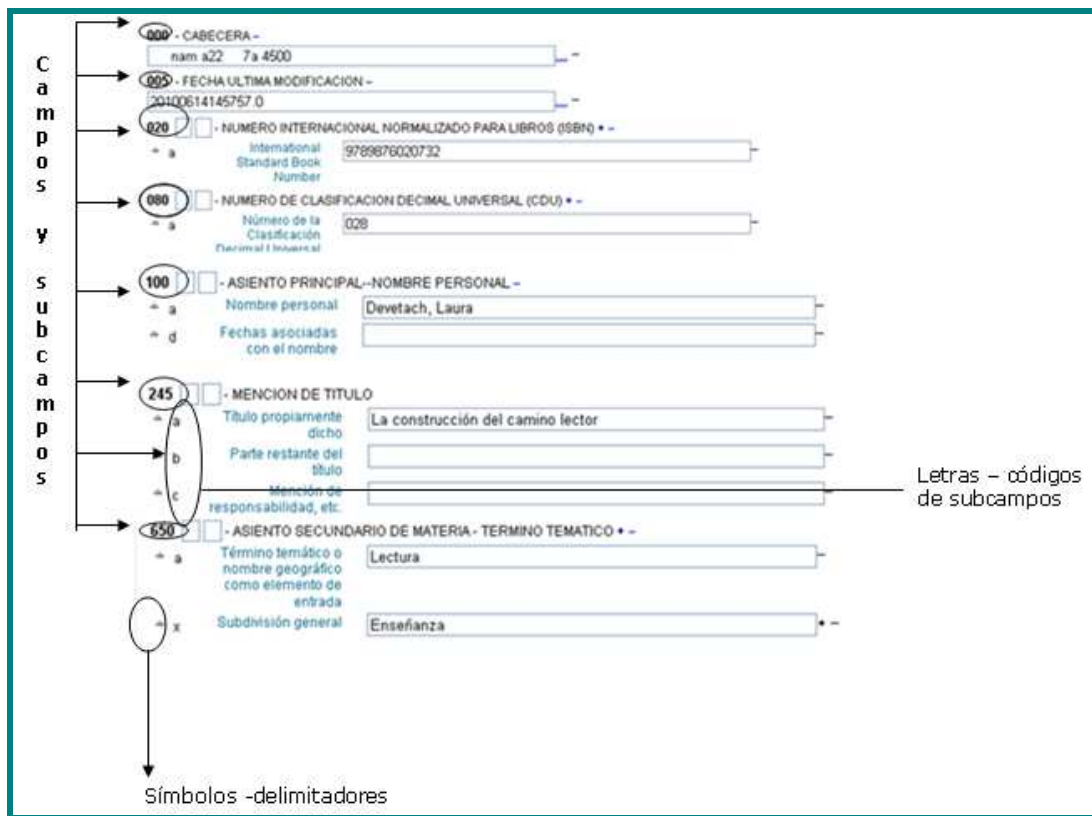 Campos y subcampos
000 - CABECERA -
nam a22 7a 4500
005 - FECHA ULTIMA MODIFICACION -
20100614145757.0
020 - NUMERO INTERNACIONAL NORMALIZADO PARA LIBROS (ISBN) + -
a International
Standard Book
Number
9789876020732
080 - NUMERO DE CLASIFICACION DECIMAL UNIVERSAL (CDU) + -
a Número de la
Clasificación
Decimal Universal
028
100 - ASIENTO PRINCIPAL--NOMBRE PERSONAL -
a Nombre personal Devetach, Laura
d Fechas asociadas
con el nombre
245 - MENCION DE TITULO
a Título propiamente
dicho
La construcción del camino lector
b Parte restante del
título
c Mención de
responsabilidad, etc.
Letras – códigos
de subcampos
650 - ASIENTO SECUNDARIO DE MATERIA - TERMINO TEMATICO + -
a Término temático o
nombre geográfico
como elemento de
entrada
Lectura
x Subdivisión general Enseñanza + -
Símbolos -delimitadores